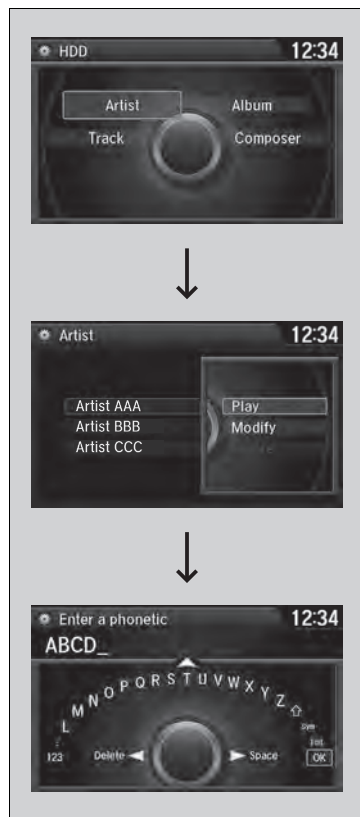 HDD 12:34
Artist Album
Track Composer
Artist 12:34
Artist AAA Play
Artist BBB Modify
Artist CCC
Enter a phonetic 12:34
ABCD_
L M N O P Q R S T U V W X Y Z
123 Delete Space OK